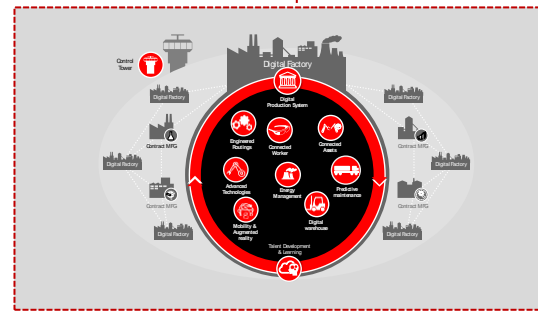 Control
Tower
Digital Factory
Digital
Production System
Digital Factory
Digital Factory
Engineered
Routings
Connected
Worker
Connected
Assets
Contract MFG
Contract MFG
Digital Factory
Digital Factory
Advanced
Technologies
Energy
Management
Predictive
maintenance
Contract MFG
Contract MFG
Mobility &
Augmented
reality
Digital
warehouse
Digital Factory
Digital Factory
Talent Development
& Learning